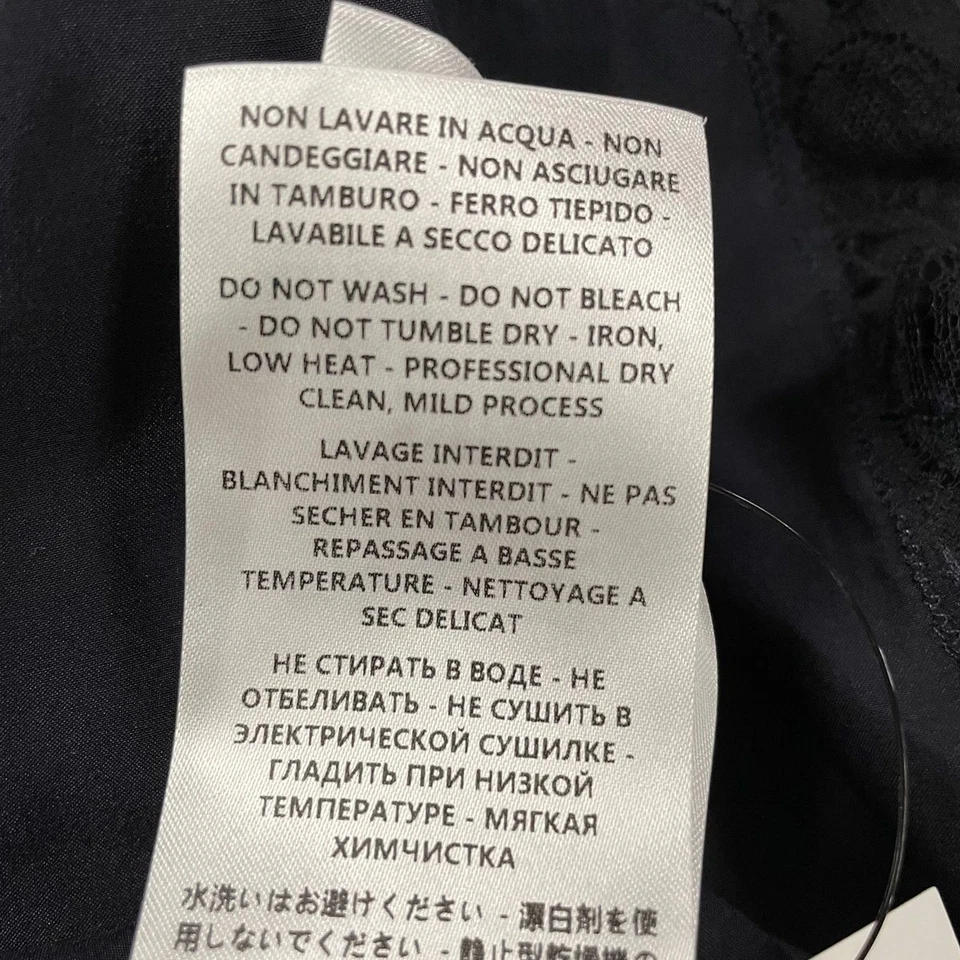 NON LAVARE IN ACQUA - NON
CANDEGGIARE - NON ASCIUGARE
IN TAMBURO - FERRO TIEPIDO -
LAVABILE A SECCO DELICATO
DO NOT WASH - DO NOT BLEACH
- DO NOT TUMBLE DRY - IRON,
LOW HEAT - PROFESSIONAL DRY
CLEAN, MILD PROCESS
LAVAGE INTERDIT -
BLANCHIMENT INTERDIT - NE PAS
SECHER EN TAMBOUR -
REPASSAGE A BASSE
TEMPERATURE - NETTOYAGE A
SEC DELICAT
НЕ СТИРАТЬ В ВОДЕ - НЕ
ОТБЕЛИВАТЬ - НЕ СУШИТЬ В
ЭЛЕКТРИЧЕСКОЙ СУШИЛКЕ -
ГЛАДИТЬ ПРИ НИЗКОЙ
ТЕМПЕРАТУРЕ - МЯГКАЯ
ХИМЧИСТКА
水洗いはお避けください - 漂白剤を使
用しないでください -